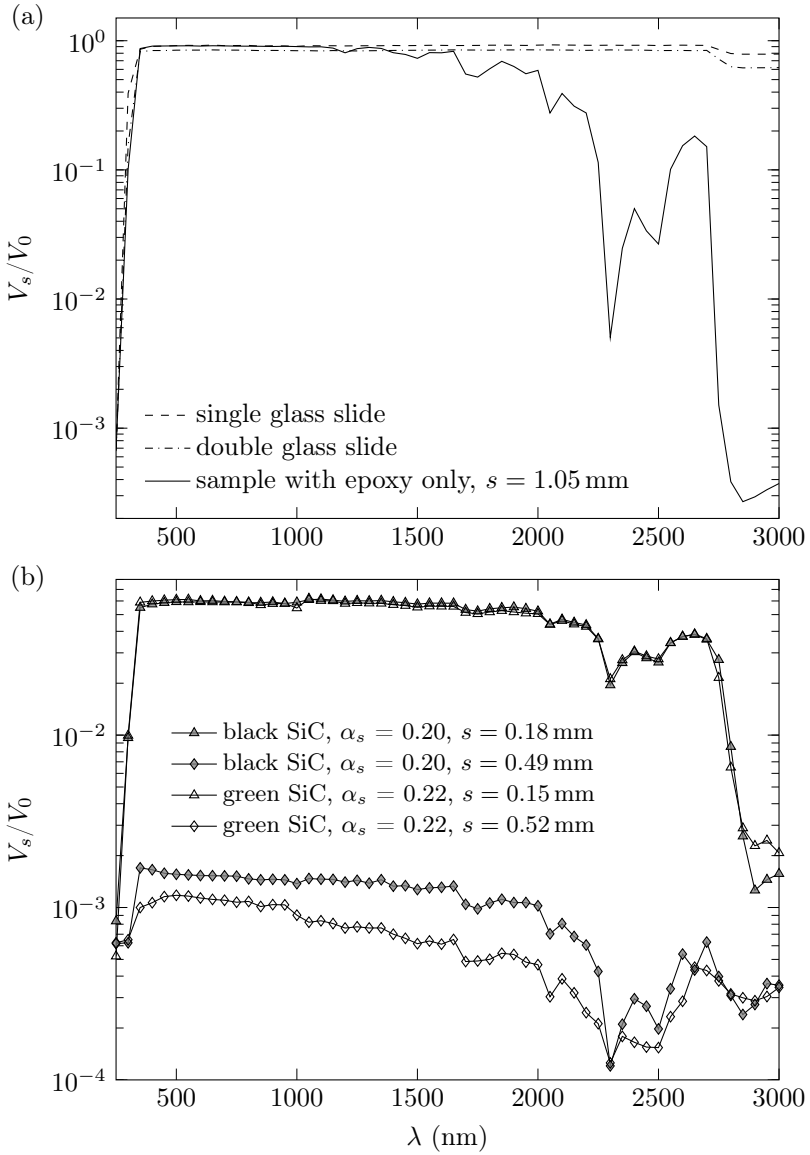 (a)
10⁰
10⁻¹
10⁻²
10⁻³
V_s/V_0
single glass slide
double glass slide
sample with epoxy only, s = 1.05 mm
500 1000 1500 2000 2500 3000
(b)
10⁻²
10⁻³
10⁻⁴
V_s/V_0
black SiC, α_s = 0.20, s = 0.18 mm
black SiC, α_s = 0.20, s = 0.49 mm
green SiC, α_s = 0.22, s = 0.15 mm
green SiC, α_s = 0.22, s = 0.52 mm
500 1000 1500 2000 2500 3000
λ (nm)